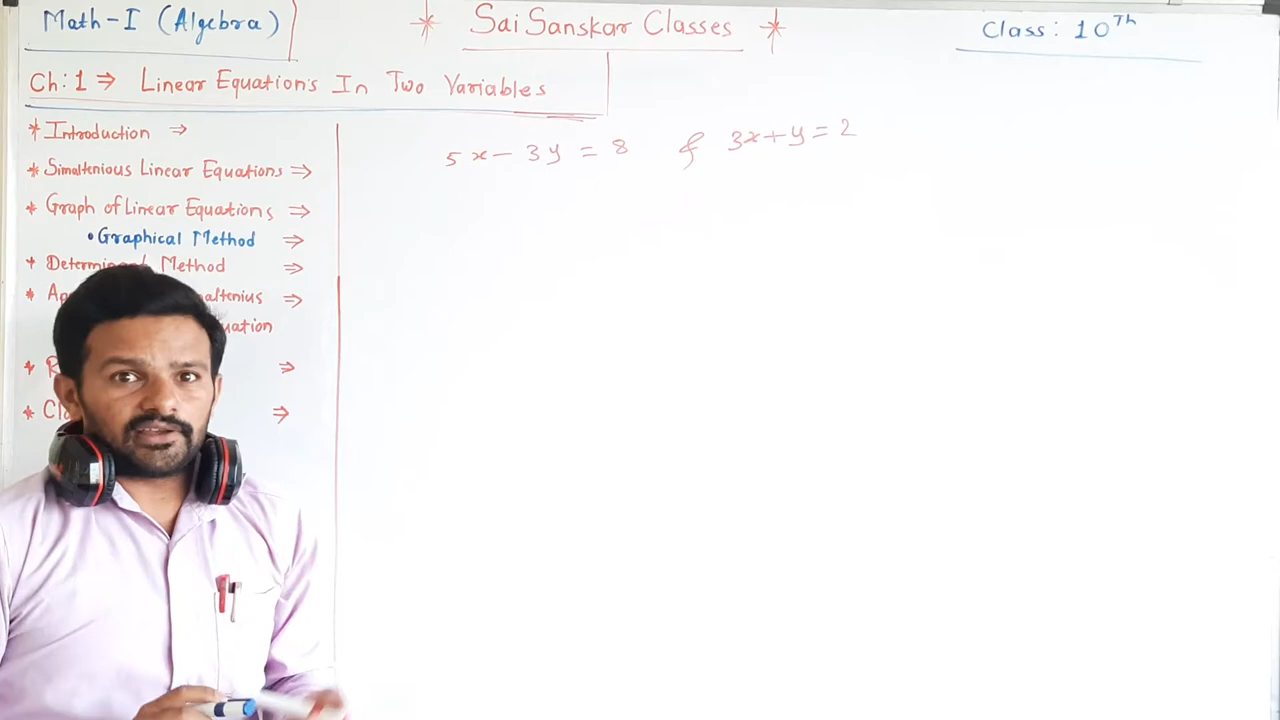 Math-I (Algebra)
* Sai Sanskar Classes *
Class: 10Th
Ch:1 ⇒ Linear Equations In Two Variables
* Introduction ⇒
* Simaltenious Linear Equations ⇒
* Graph of Linear Equations ⇒
• Graphical Method ⇒
* Method ⇒
* ⇒
* ⇒
* ⇒
5x - 3y = 8 & 3x + y = 2